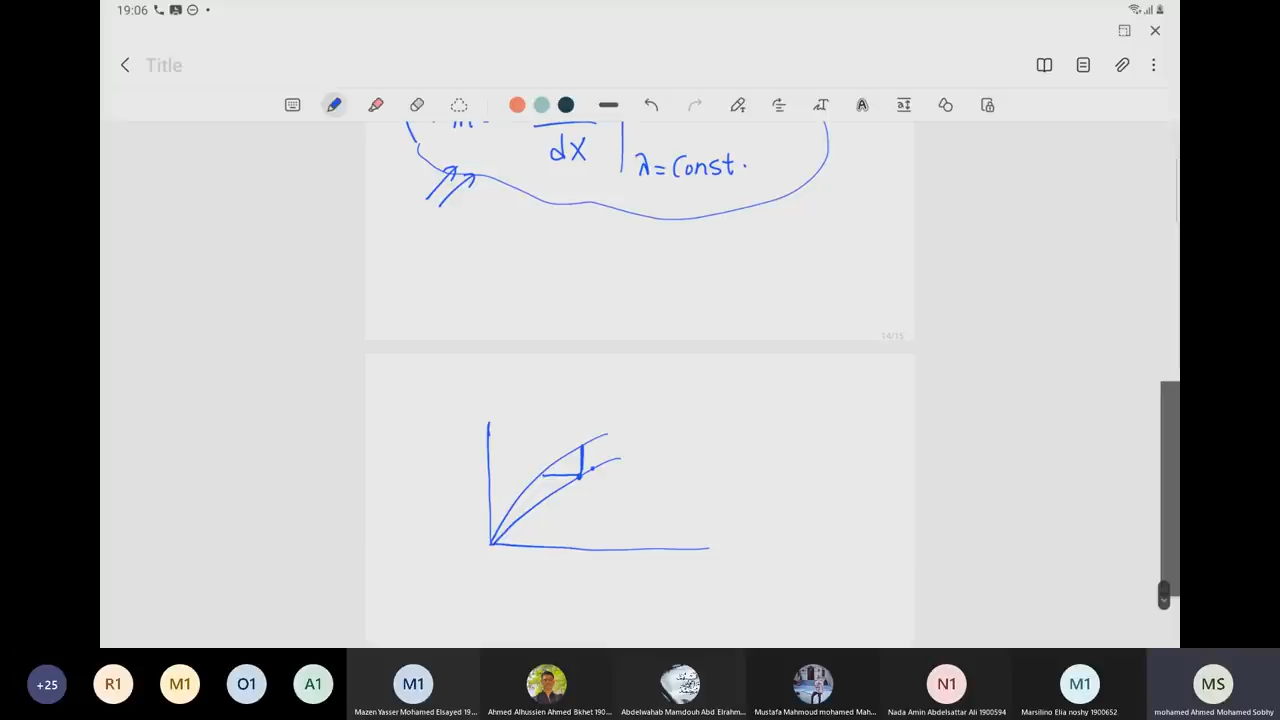 19:06
Title
dX
λ = Const.
14/15
+25
R1
M1
O1
A1
M1
N1
M1
MS
Mazen Yasser Mohamed Elsayed 19...
Ahmed Alhussien Ahmed Bkhet 190...
Abdelwahab Mamdouh Abd Elrahm...
Mustafa Mahmoud mohamed Mah...
Nada Amin Abdelsattar Ali 1900594
Marsilino Elia noshy 1900652
mohamed Ahmed Mohamed Sobhy